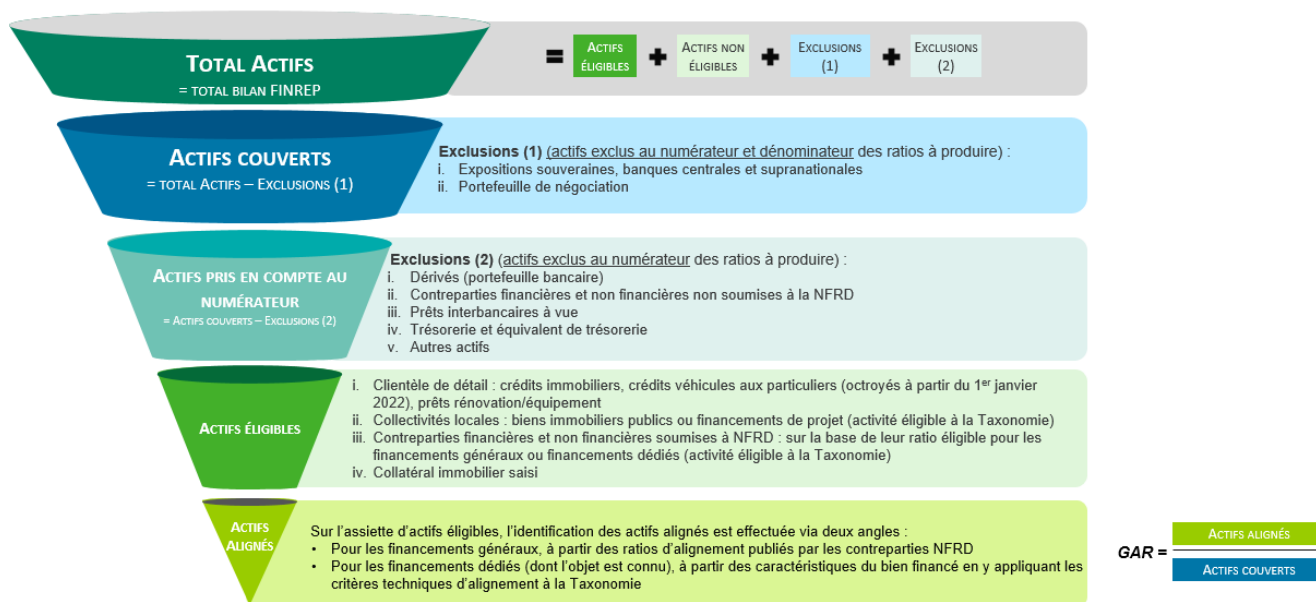 TOTAL ACTIFS
= TOTAL BILAN FINREP
= ACTIFS ÉLIGIBLES + ACTIFS NON ÉLIGIBLES + EXCLUSIONS (1) + EXCLUSIONS (2)
ACTIFS COUVERTS
= TOTAL ACTIFS – EXCLUSIONS (1)
Exclusions (1) (actifs exclus au numérateur et dénominateur des ratios à produire) :
i. Expositions souveraines, banques centrales et supranationales
ii. Portefeuille de négociation
ACTIFS PRIS EN COMPTE AU
NUMÉRATEUR
= ACTIFS COUVERTS – EXCLUSIONS (2)
Exclusions (2) (actifs exclus au numérateur des ratios à produire) :
i. Dérivés (portefeuille bancaire)
ii. Contreparties financières et non financières non soumises à la NFRD
iii. Prêts interbancaires à vue
iv. Trésorerie et équivalent de trésorerie
v. Autres actifs
ACTIFS ÉLIGIBLES
i. Clientèle de détail : crédits immobiliers, crédits véhicules aux particuliers (octroyés à partir du 1er janvier
2022), prêts rénovation/équipement
ii. Collectivités locales : biens immobiliers publics ou financements de projet (activité éligible à la Taxonomie)
iii. Contreparties financières et non financières soumises à NFRD : sur la base de leur ratio éligible pour les
financements généraux ou financements dédiés (activité éligible à la Taxonomie)
iv. Collatéral immobilier saisi
ACTIFS
ALIGNÉS
Sur l'assiette d'actifs éligibles, l'identification des actifs alignés est effectuée via deux angles :
• Pour les financements généraux, à partir des ratios d'alignement publiés par les contreparties NFRD
• Pour les financements dédiés (dont l'objet est connu), à partir des caractéristiques du bien financé en y appliquant les
critères techniques d'alignement à la Taxonomie
GAR =
ACTIFS ALIGNÉS
ACTIFS COUVERTS